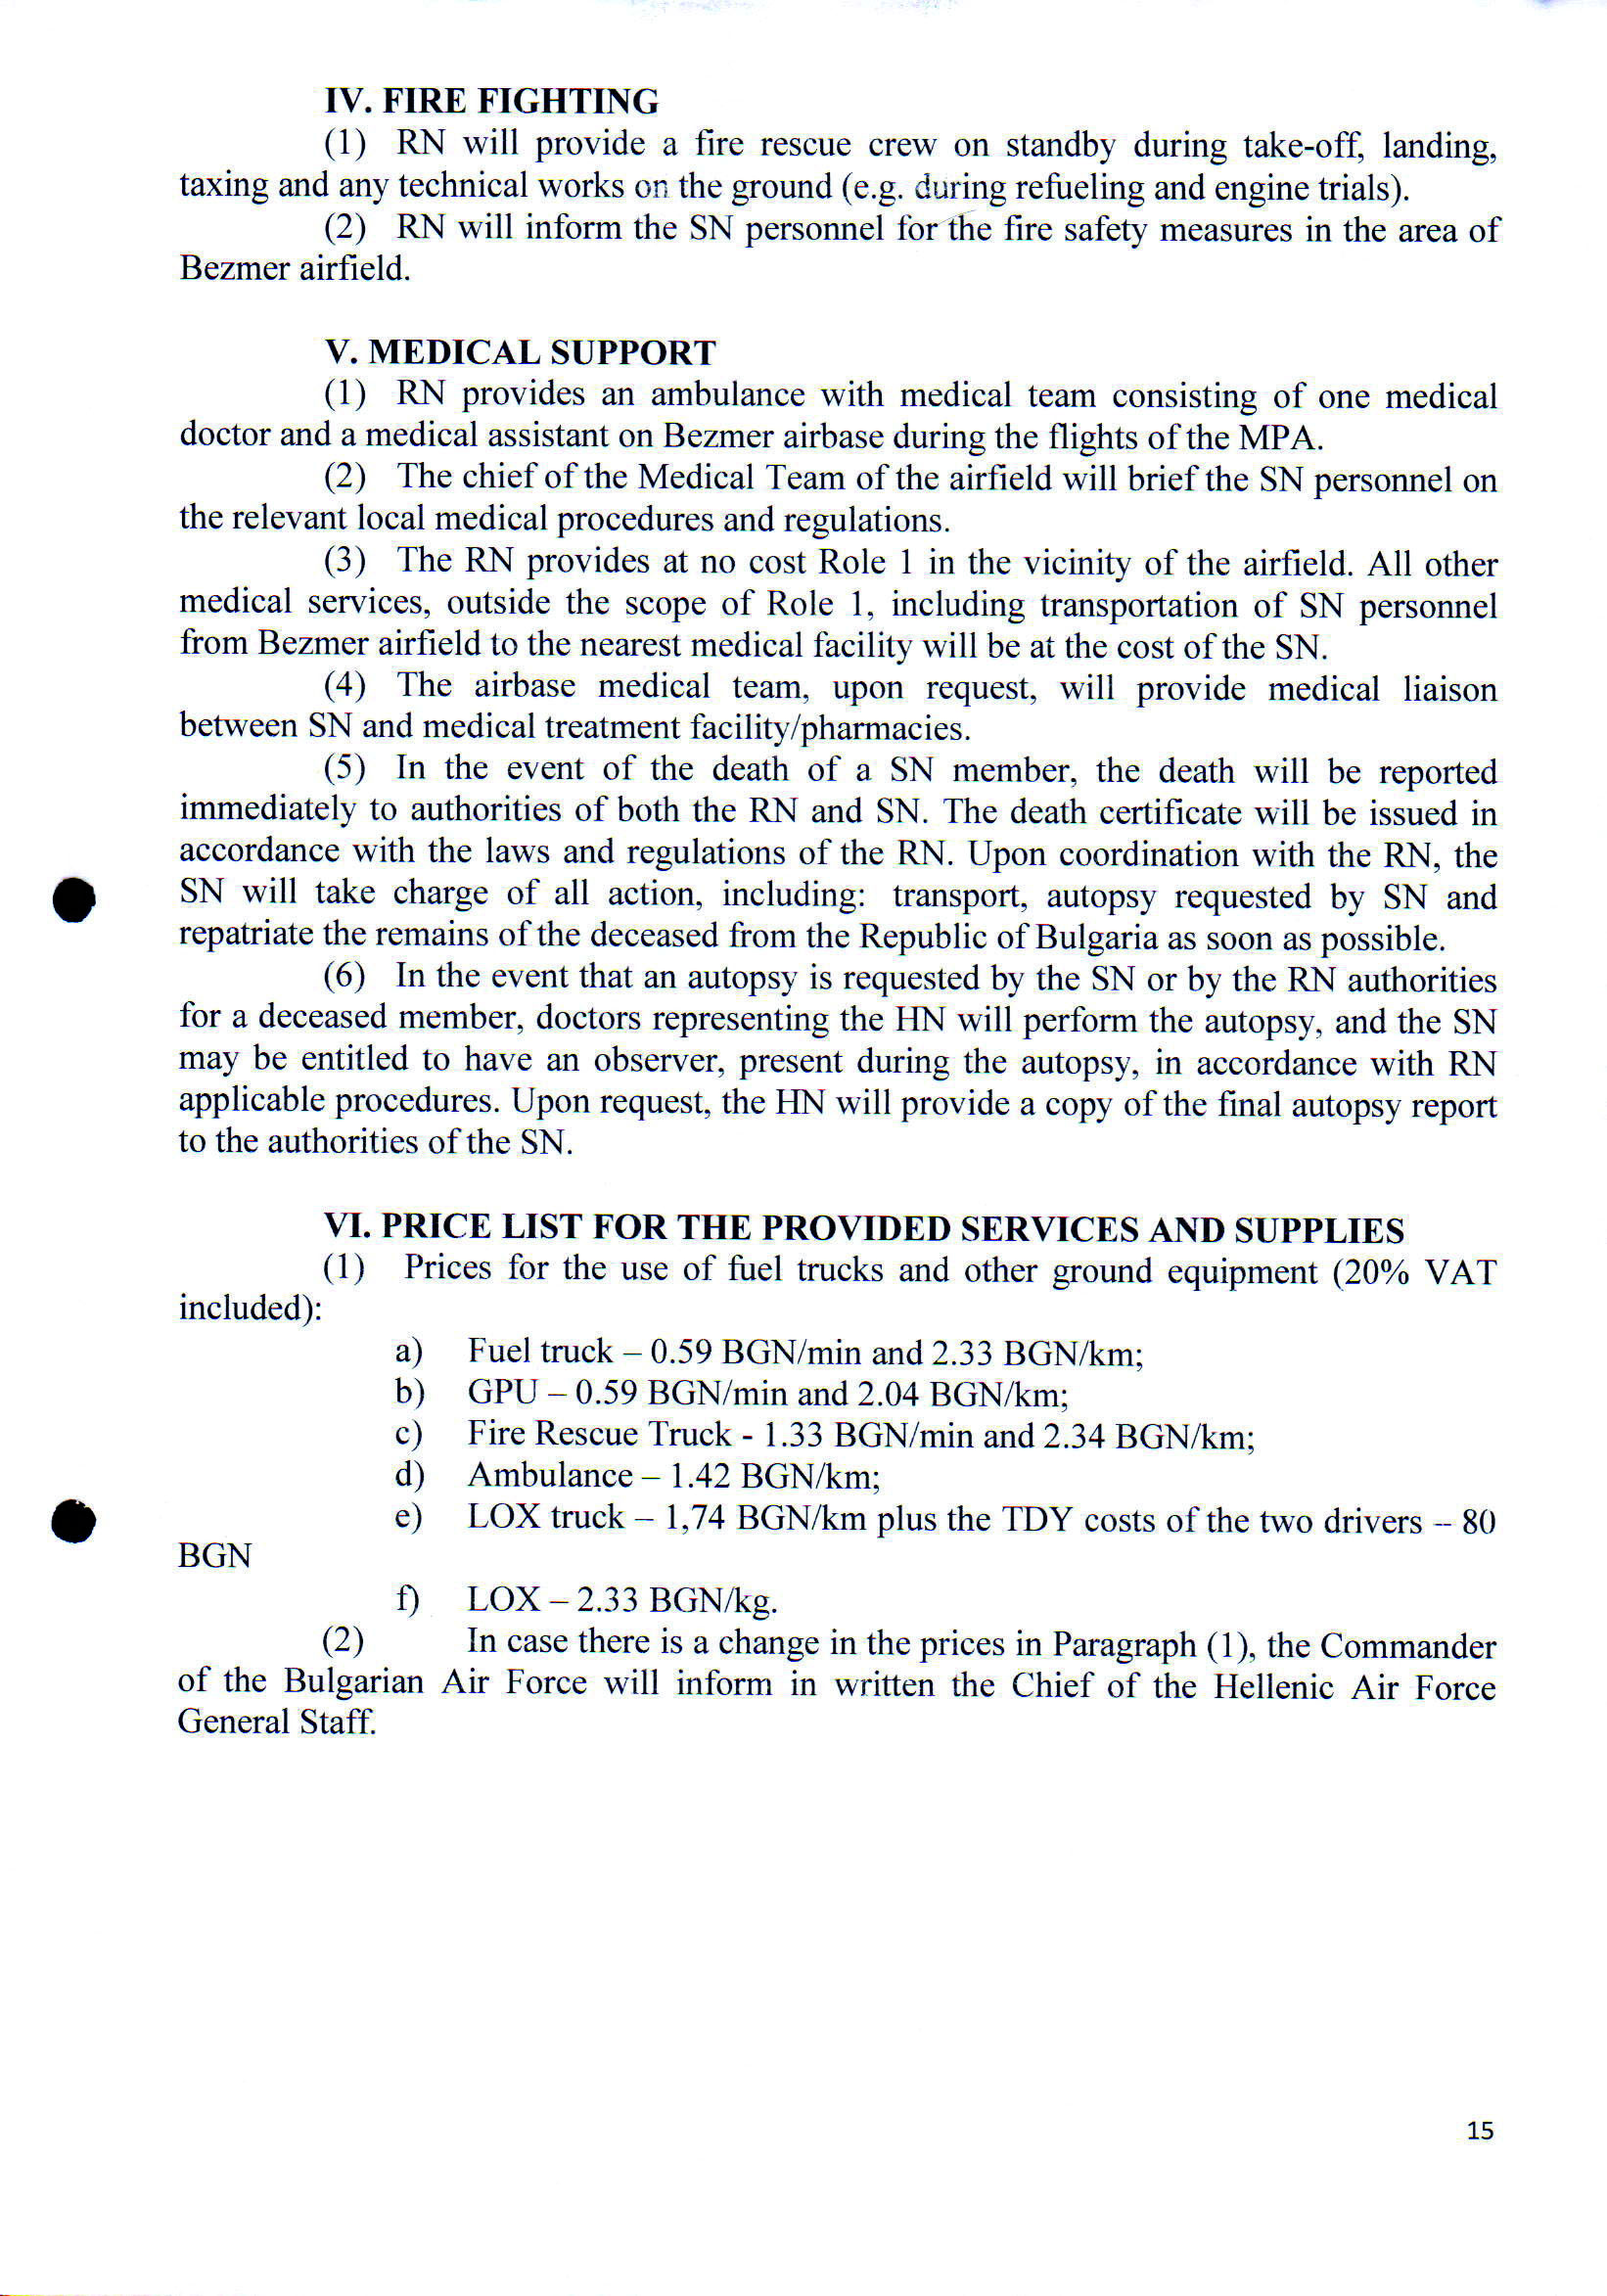 IV. FIRE FIGHTING
(1) RN will provide a fire rescue crew on standby during take-off, landing,
taxing and any technical works on the ground (e.g. during refueling and engine trials).
(2) RN will inform the SN personnel for the fire safety measures in the area of
Bezmer airfield.
V. MEDICAL SUPPORT
(1) RN provides an ambulance with medical team consisting of one medical
doctor and a medical assistant on Bezmer airbase during the flights of the MPA.
(2) The chief of the Medical Team of the airfield will brief the SN personnel on
the relevant local medical procedures and regulations.
(3) The RN provides at no cost Role 1 in the vicinity of the airfield. All other
medical services, outside the scope of Role 1, including transportation of SN personnel
from Bezmer airfield to the nearest medical facility will be at the cost of the SN.
(4) The airbase medical team, upon request, will provide medical liaison
between SN and medical treatment facility/pharmacies.
(5) In the event of the death of a SN member, the death will be reported
immediately to authorities of both the RN and SN. The death certificate will be issued in
accordance with the laws and regulations of the RN. Upon coordination with the RN, the
SN will take charge of all action, including: transport, autopsy requested by SN and
repatriate the remains of the deceased from the Republic of Bulgaria as soon as possible.
(6) In the event that an autopsy is requested by the SN or by the RN authorities
for a deceased member, doctors representing the HN will perform the autopsy, and the SN
may be entitled to have an observer, present during the autopsy, in accordance with RN
applicable procedures. Upon request, the HN will provide a copy of the final autopsy report
to the authorities of the SN.
VI. PRICE LIST FOR THE PROVIDED SERVICES AND SUPPLIES
(1) Prices for the use of fuel trucks and other ground equipment (20% VAT
included):
a) Fuel truck – 0.59 BGN/min and 2.33 BGN/km;
b) GPU – 0.59 BGN/min and 2.04 BGN/km;
c) Fire Rescue Truck - 1.33 BGN/min and 2.34 BGN/km;
d) Ambulance – 1.42 BGN/km;
e) LOX truck – 1,74 BGN/km plus the TDY costs of the two drivers – 80
BGN
f) LOX – 2.33 BGN/kg.
(2) In case there is a change in the prices in Paragraph (1), the Commander
of the Bulgarian Air Force will inform in written the Chief of the Hellenic Air Force
General Staff.
15